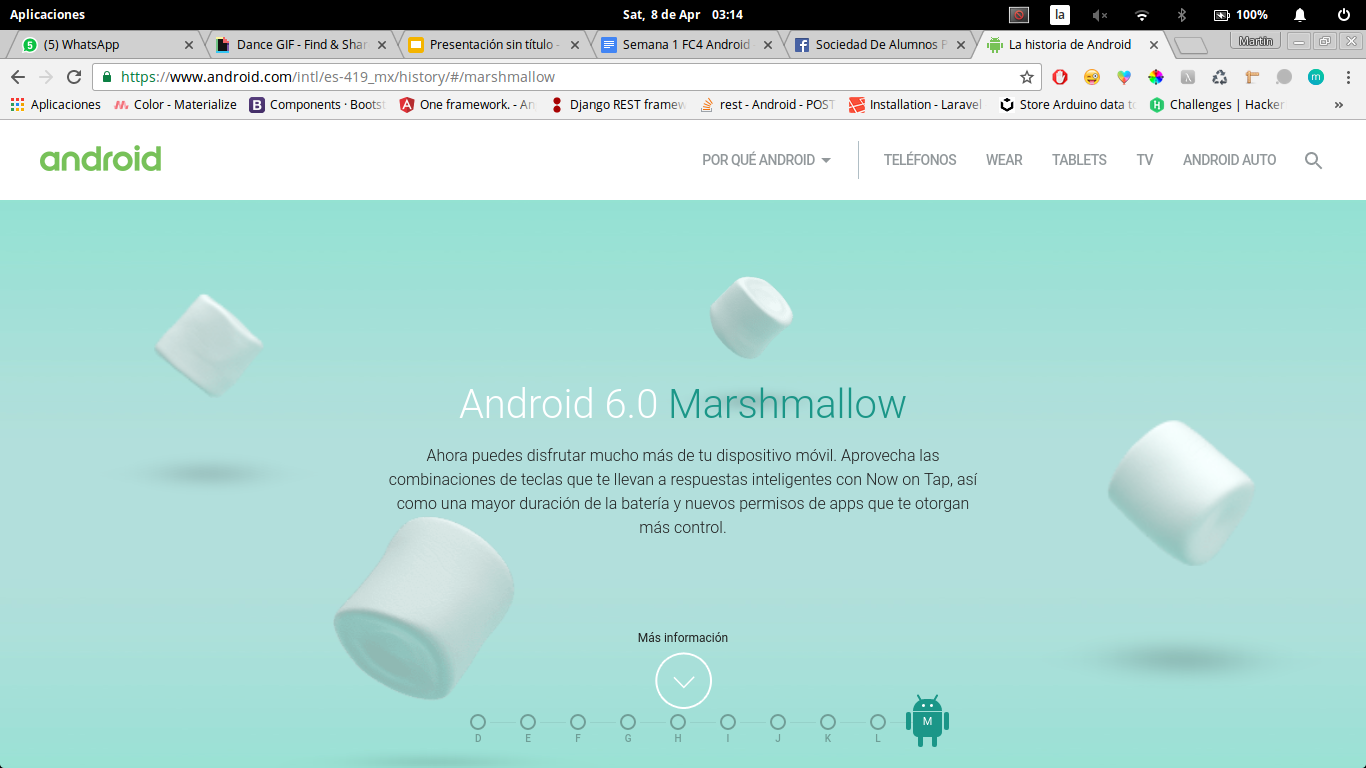 Aplicaciones
Sat, 8 de Apr 03:14
la
100%
(5) WhatsApp
Dance GIF - Find & Shar
Presentación sin título -
Semana 1 FC4 Android
Sociedad De Alumnos P
La historia de Android
Martin
https://www.android.com/intl/es-419_mx/history/#/marshmallow
Aplicaciones
Color - Materialize
Components · Bootst
One framework. - An
Django REST framew
rest - Android - POST
Installation - Laravel
Store Arduino data to
Challenges | Hacker
»
android
POR QUÉ ANDROID
TELÉFONOS
WEAR
TABLETS
TV
ANDROID AUTO
Android 6.0 Marshmallow
Ahora puedes disfrutar mucho más de tu dispositivo móvil. Aprovecha las
combinaciones de teclas que te llevan a respuestas inteligentes con Now on Tap, así
como una mayor duración de la batería y nuevos permisos de apps que te otorgan
más control.
Más información
D E F G H I J K L M